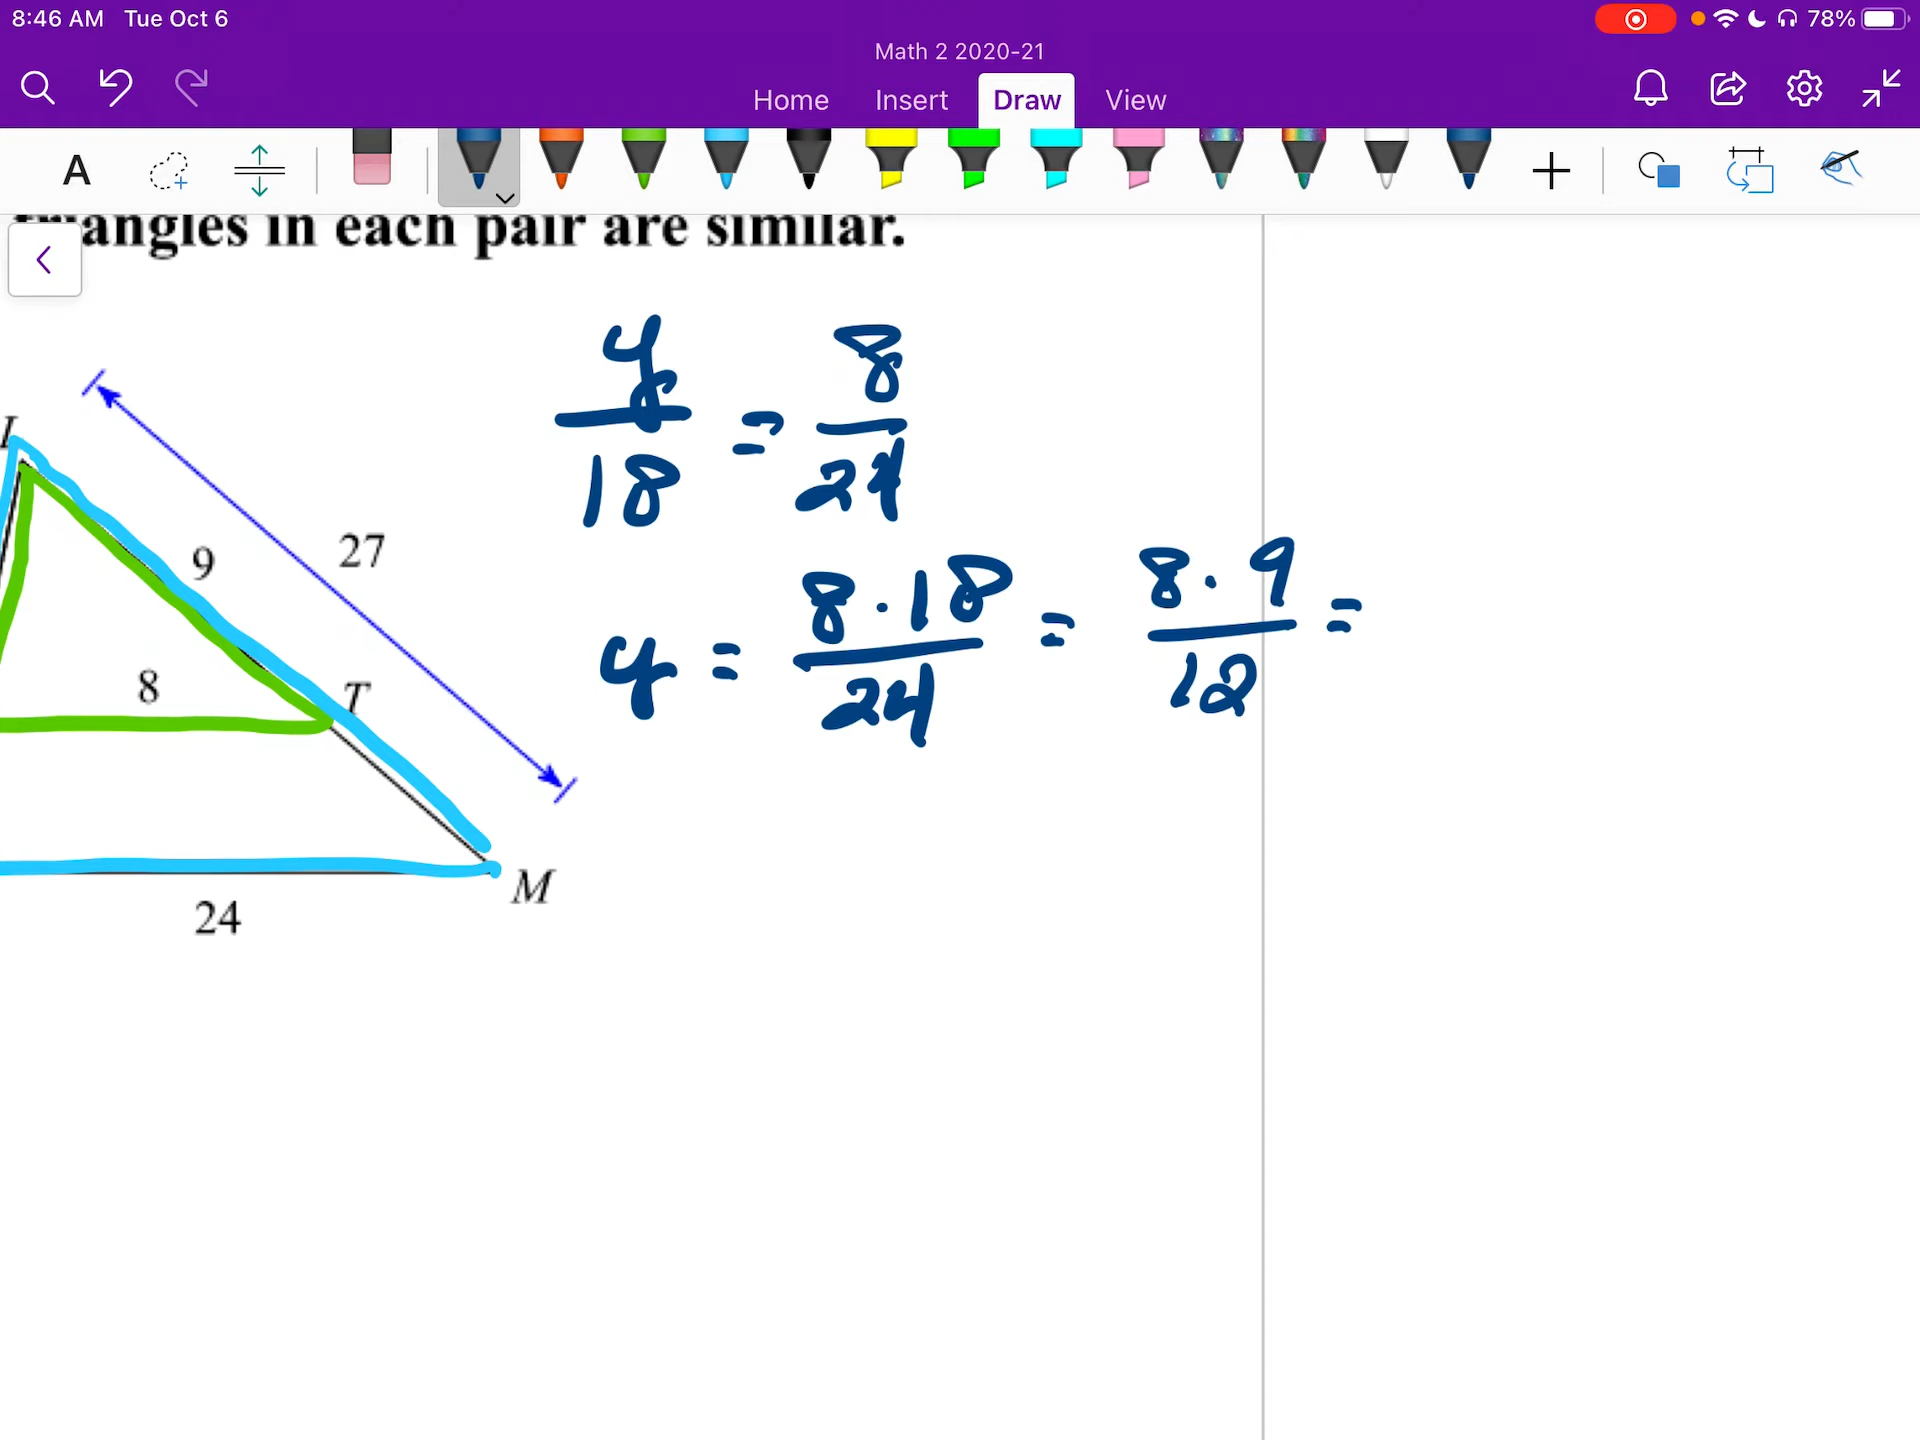 8:46 AM Tue Oct 6
78%
Math 2 2020-21
Home Insert Draw View
A
triangles in each pair are similar.
I
9
27
8
T
24
M
y/18 = 8/24
y = 8·18/24 = 8·9/12 =